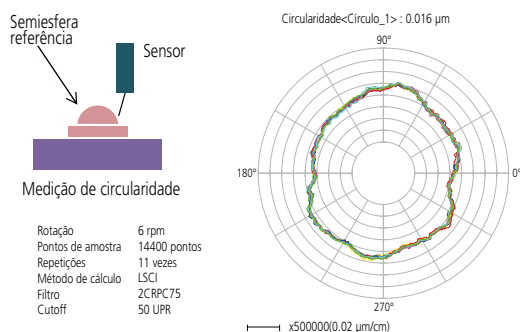 Semiesfera
referência
Sensor
Medição de circularidade
Rotação 6 rpm
Pontos de amostra 14400 pontos
Repetições 11 vezes
Método de cálculo LSCI
Filtro 2CRPC75
Cutoff 50 UPR
Circularidade<Círculo_1> : 0.016 µm
90°
180°
0°
270°
x500000(0.02 µm/cm)